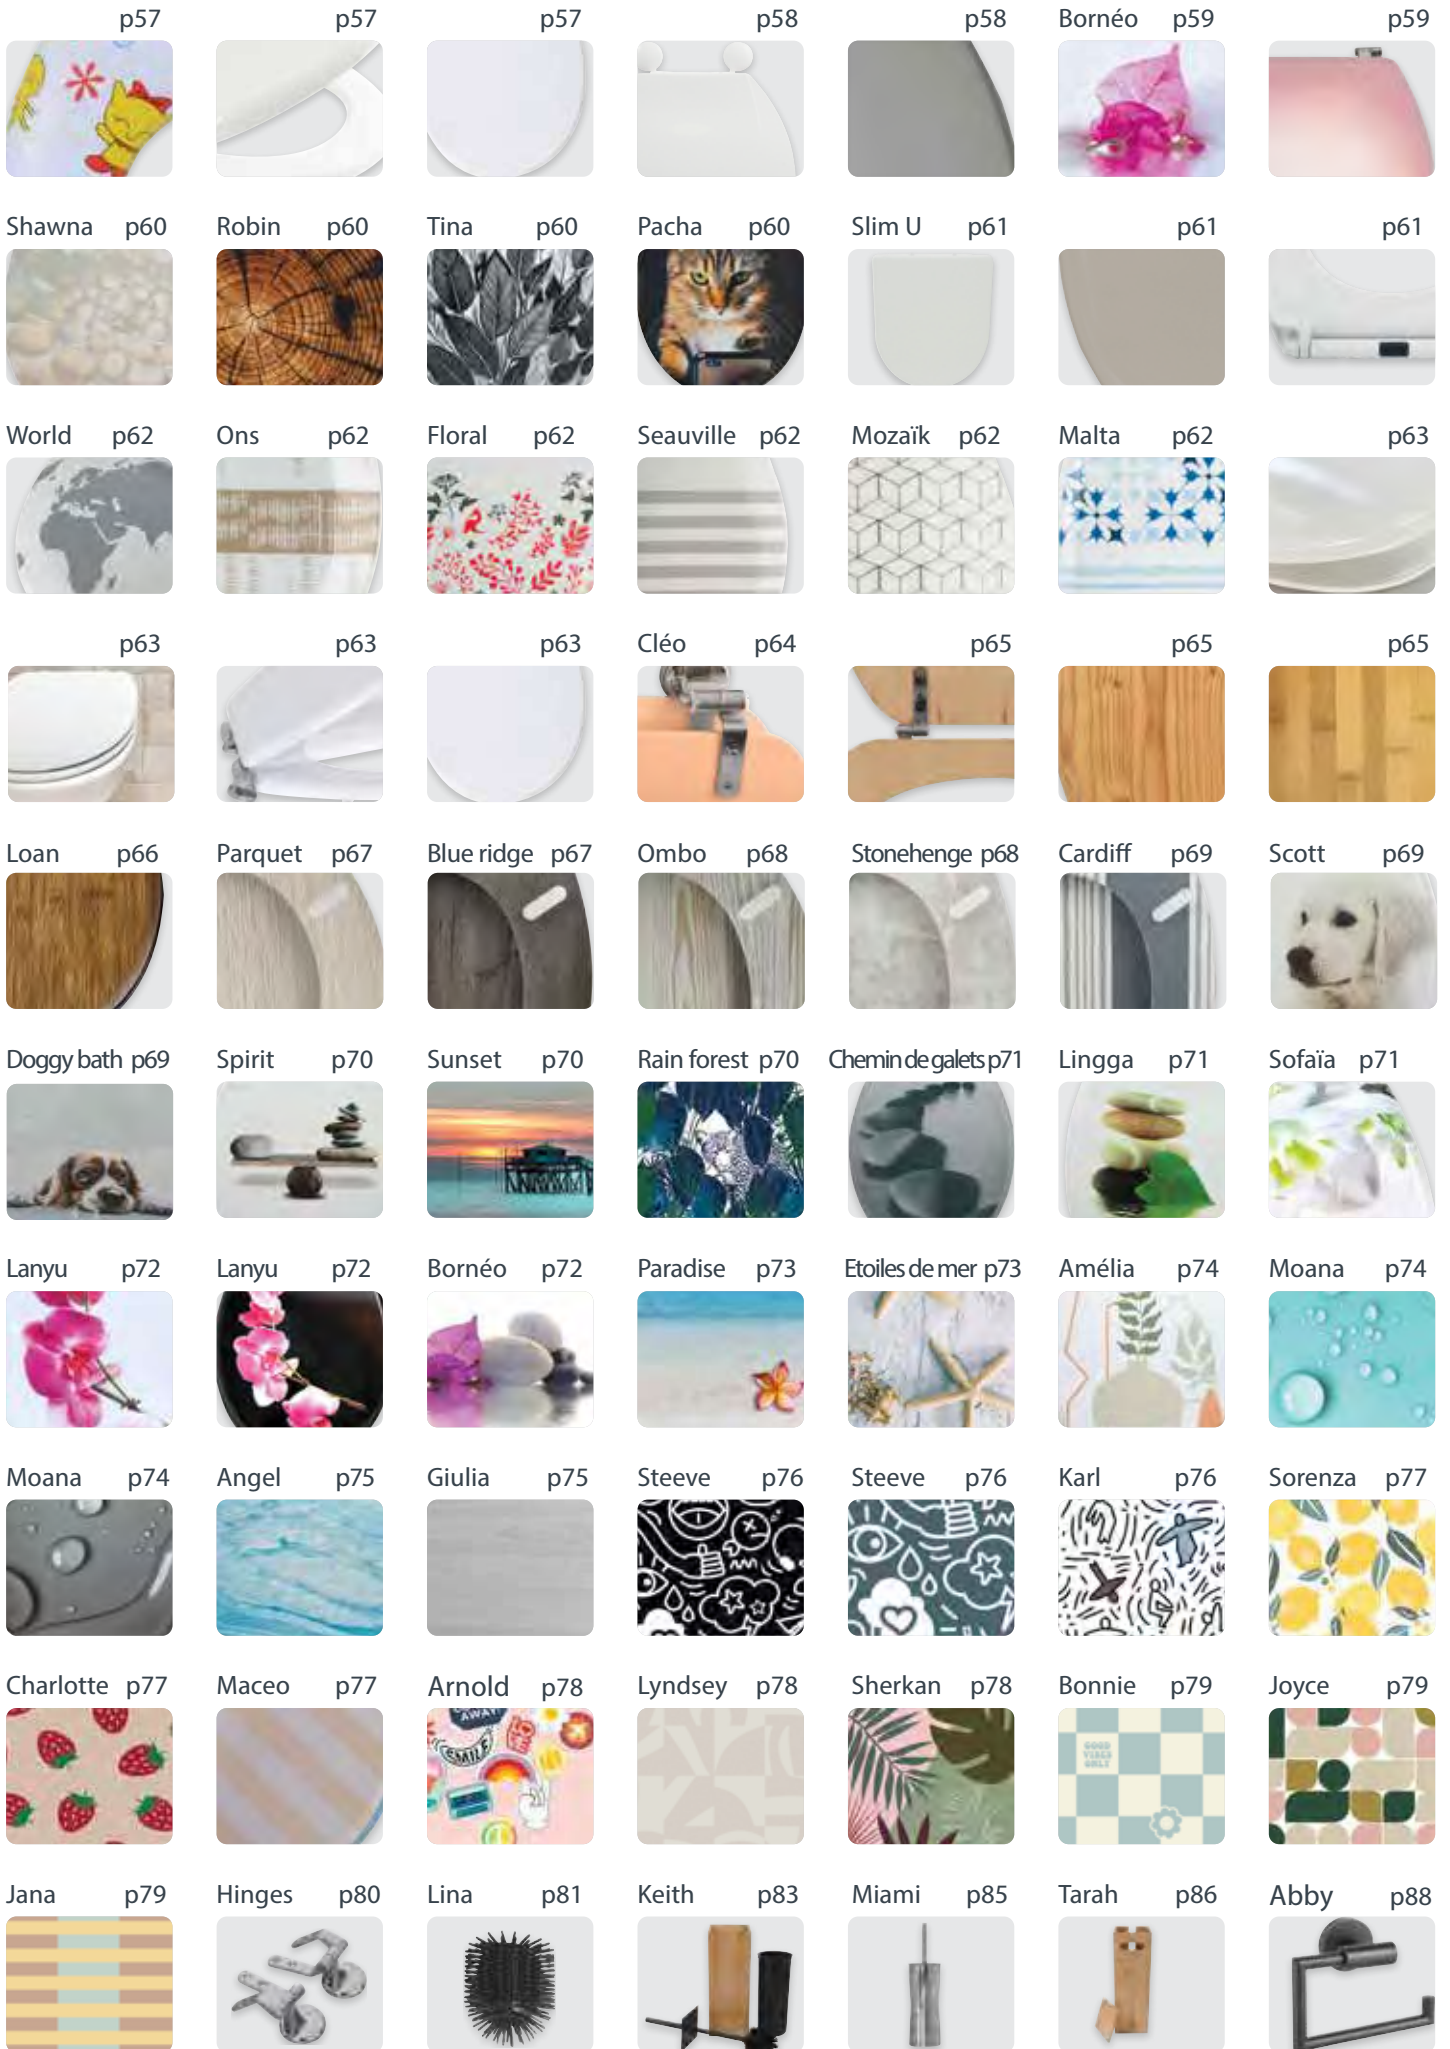 p57 p57 p57 p58 p58 Bornéo p59 p59
Shawna p60 Robin p60 Tina p60 Pacha p60 Slim U p61 p61 p61
World p62 Ons p62 Floral p62 Seauville p62 Mozaïk p62 Malta p62 p63
p63 p63 p63 Cléo p64 p65 p65 p65
Loan p66 Parquet p67 Blue ridge p67 Ombo p68 Stonehenge p68 Cardiff p69 Scott p69
Doggy bath p69 Spirit p70 Sunset p70 Rain forest p70 Chemin de galets p71 Lingga p71 Sofaïa p71
Lanyu p72 Lanyu p72 Bornéo p72 Paradise p73 Etoiles de mer p73 Amélia p74 Moana p74
Moana p74 Angel p75 Giulia p75 Steeve p76 Steeve p76 Karl p76 Sorenza p77
Charlotte p77 Maceo p77 Arnold p78 Lyndsey p78 Sherkan p78 Bonnie p79 Joyce p79
AWAY
SMILE
GOOD
VIBES
ONLY
Jana p79 Hinges p80 Lina p81 Keith p83 Miami p85 Tarah p86 Abby p88